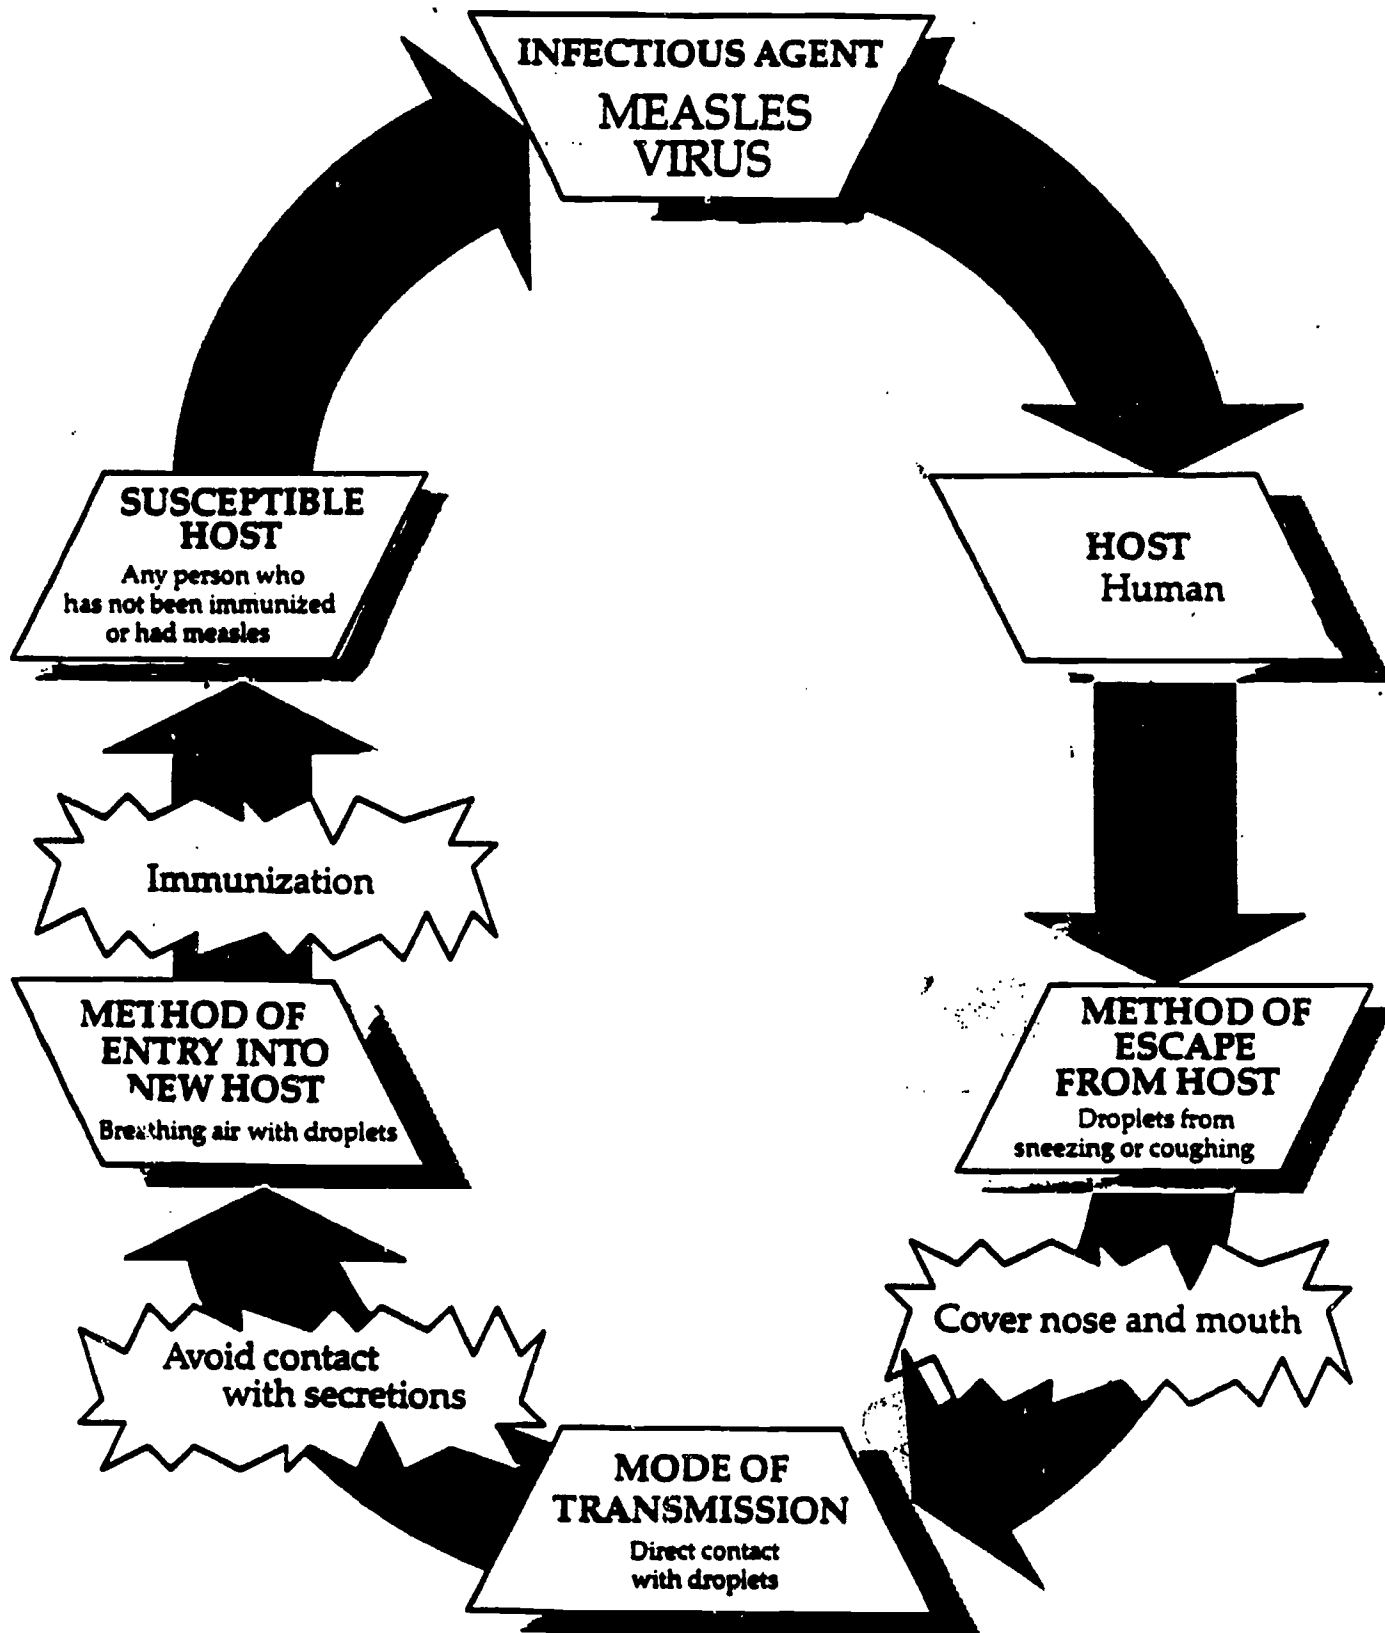 INFECTIOUS AGENT
MEASLES
VIRUS
HOST
Human
METHOD OF
ESCAPE
FROM HOST
Droplets from
sneezing or coughing
Cover nose and mouth
MODE OF
TRANSMISSION
Direct contact
with droplets
Avoid contact
with secretions
METHOD OF
ENTRY INTO
NEW HOST
Breathing air with droplets
Immunization
SUSCEPTIBLE
HOST
Any person who
has not been immunized
or had measles